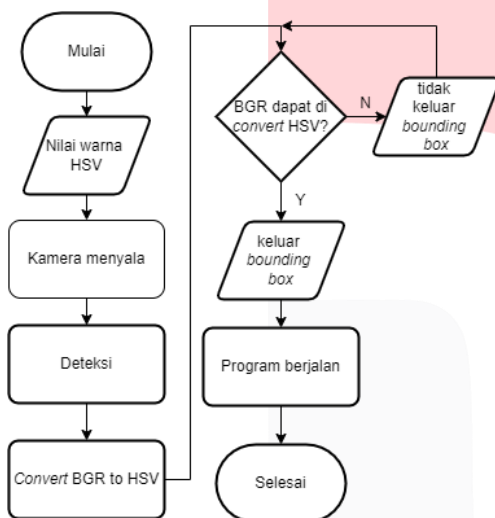 Mulai
Nilai warna
HSV
Kamera menyala
Deteksi
Convert BGR to HSV
BGR dapat di
convert HSV?
N
tidak
keluar
bounding
box
Y
keluar
bounding
box
Program berjalan
Selesai